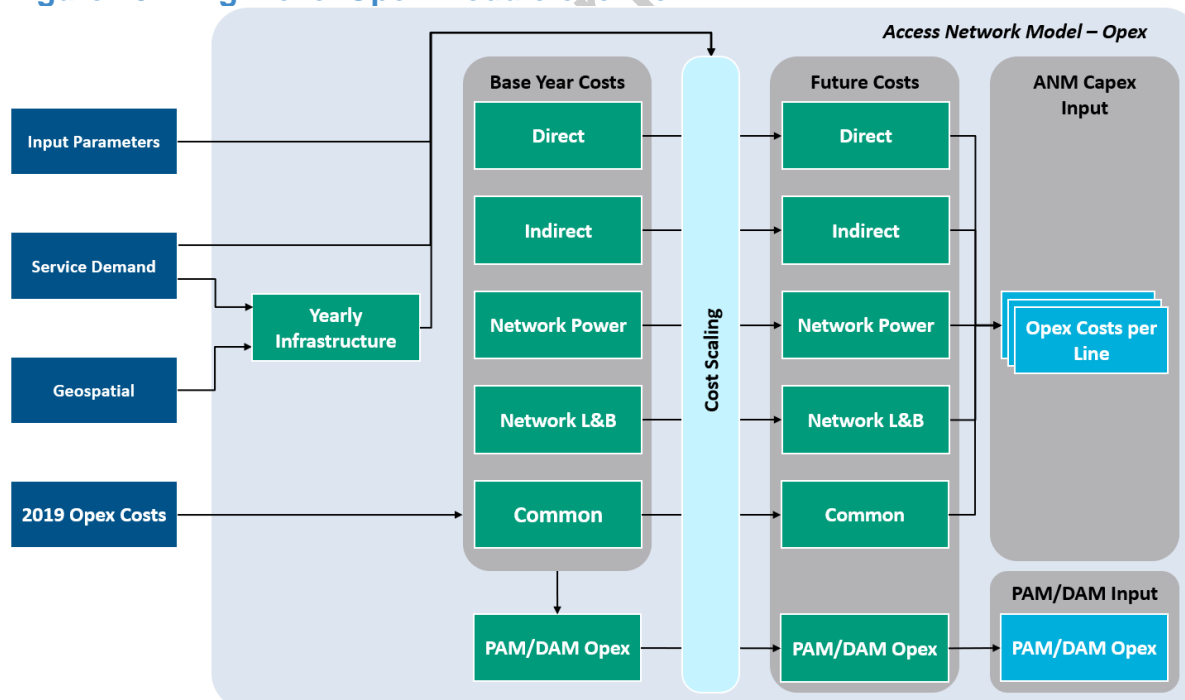 Access Network Model – Opex
Base Year Costs
Future Costs
ANM Capex
Input
Input Parameters
Direct
Direct
Service Demand
Indirect
Indirect
Yearly
Infrastructure
Network Power
Cost Scaling
Network Power
Opex Costs per
Line
Geospatial
Network L&B
Network L&B
2019 Opex Costs
Common
Common
PAM/DAM Input
PAM/DAM Opex
PAM/DAM Opex
PAM/DAM Opex